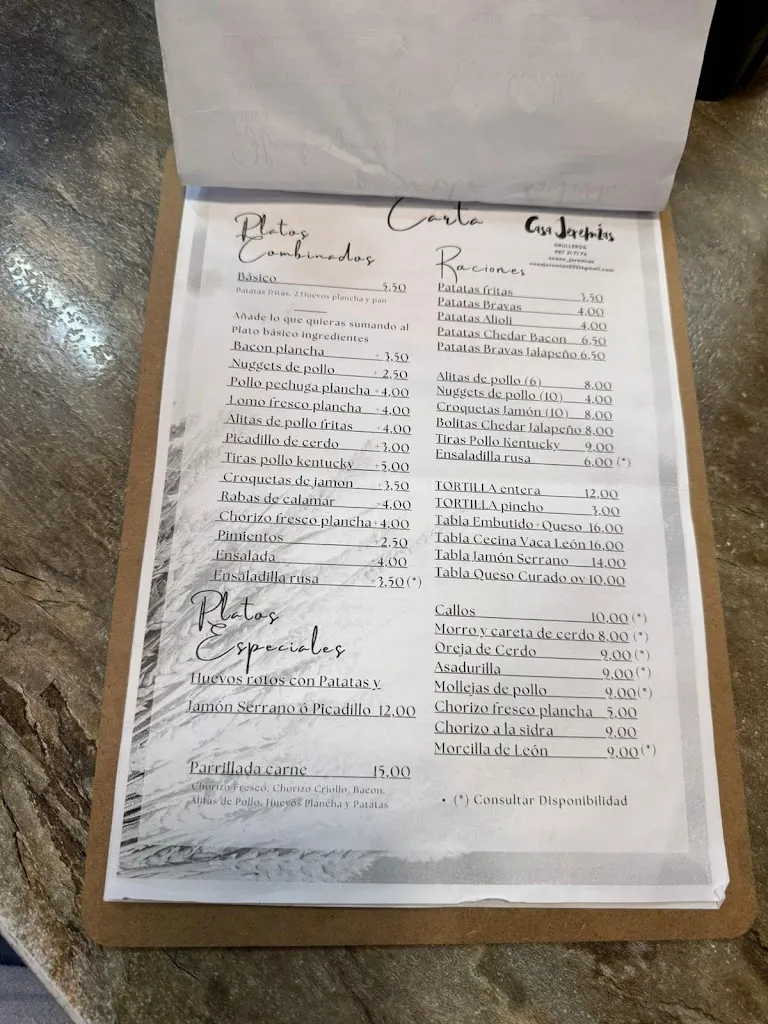 Carta
Casa Jeremías
GRULLEROS
Platos
Combinados
Básico 5,50
Patatas fritas, 2 Huevos plancha y pan
Añade lo que quieras sumando al
Plato básico ingredientes
Bacon plancha + 3,50
Nuggets de pollo + 2,50
Pollo pechuga plancha +4,00
Lomo fresco plancha +4,00
Alitas de pollo fritas +4,00
Picadillo de cerdo +3,00
Tiras pollo kentucky +5,00
Croquetas de jamon +3,50
Rabas de calamar +4,00
Chorizo fresco plancha +4,00
Pimientos +2,50
Ensalada 4,00
Ensaladilla rusa +3,50 (*)
Platos
Especiales
Huevos rotos con Patatas y
Jamón Serrano ó Picadillo 12,00
Parrillada carne 15,00
Chorizo Fresco, Chorizo Criollo, Bacon,
Alitas de Pollo, Huevos Plancha y Patatas
Raciones
Patatas fritas 3,50
Patatas Bravas 4,00
Patatas Alioli 4,00
Patatas Chedar Bacon 6,50
Patatas Bravas Jalapeño 6,50
Alitas de pollo (6) 8,00
Nuggets de pollo (10) 4,00
Croquetas Jamón (10) 8,00
Bolitas Chedar Jalapeño 8,00
Tiras Pollo Kentucky 9,00
Ensaladilla rusa 6,00 (*)
TORTILLA entera 12,00
TORTILLA pincho 3,00
Tabla Embutido+Queso 16,00
Tabla Cecina Vaca León 16,00
Tabla Jamón Serrano 14,00
Tabla Queso Curado ov 10,00
Callos 10,00 (*)
Morro y careta de cerdo 8,00 (*)
Oreja de Cerdo 9,00 (*)
Asadurilla 9,00 (*)
Mollejas de pollo 9,00 (*)
Chorizo fresco plancha 5,00
Chorizo a la sidra 9,00
Morcilla de León 9,00 (*)
• (*) Consultar Disponibilidad